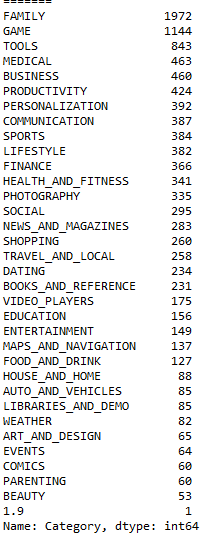 =======
FAMILY 1972
GAME 1144
TOOLS 843
MEDICAL 463
BUSINESS 460
PRODUCTIVITY 424
PERSONALIZATION 392
COMMUNICATION 387
SPORTS 384
LIFESTYLE 382
FINANCE 366
HEALTH_AND_FITNESS 341
PHOTOGRAPHY 335
SOCIAL 295
NEWS_AND_MAGAZINES 283
SHOPPING 260
TRAVEL_AND_LOCAL 258
DATING 234
BOOKS_AND_REFERENCE 231
VIDEO_PLAYERS 175
EDUCATION 156
ENTERTAINMENT 149
MAPS_AND_NAVIGATION 137
FOOD_AND_DRINK 127
HOUSE_AND_HOME 88
AUTO_AND_VEHICLES 85
LIBRARIES_AND_DEMO 85
WEATHER 82
ART_AND_DESIGN 65
EVENTS 64
COMICS 60
PARENTING 60
BEAUTY 53
1.9 1
Name: Category, dtype: int64